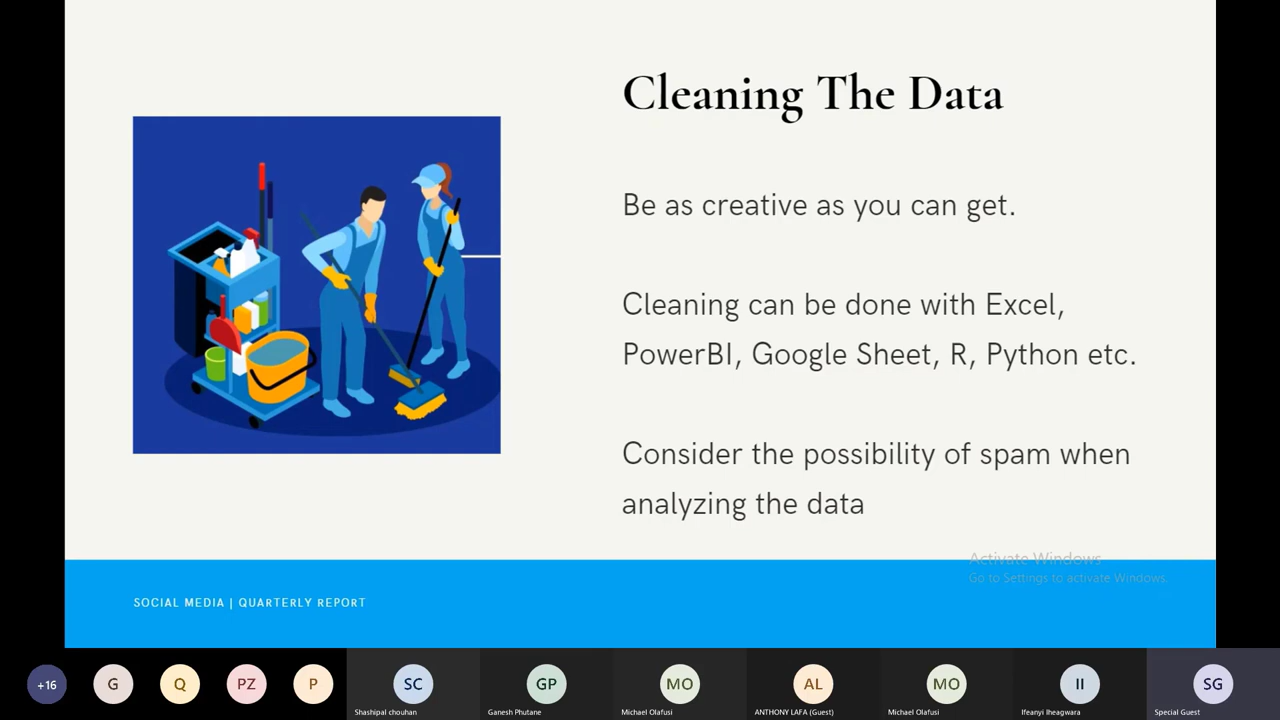 Cleaning The Data
Be as creative as you can get.
Cleaning can be done with Excel,
PowerBI, Google Sheet, R, Python etc.
Consider the possibility of spam when
analyzing the data
Activate Windows
Go to Settings to activate Windows.
SOCIAL MEDIA | QUARTERLY REPORT
+16
G
Q
PZ
P
SC
GP
MO
AL
MO
II
SG
Shashipal chouhan
Ganesh Phutane
Michael Olafusi
ANTHONY LAFA (Guest)
Michael Olafusi
Ifeanyi Iheagwara
Special Guest